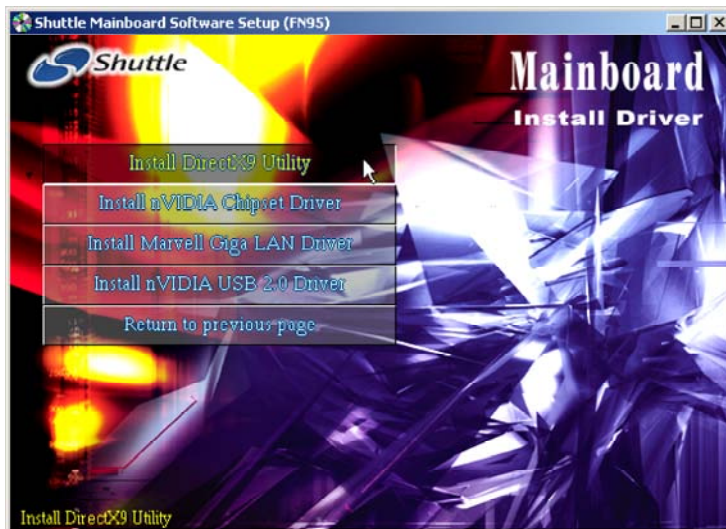 Shuttle Mainboard Software Setup (FN95)
Shuttle
Mainboard
Install Driver
Install DirectX9 Utility
Install nVIDIA Chipset Driver
Install Marvell Giga LAN Driver
Install nVIDIA USB 2.0 Driver
Return to previous page
Install DirectX9 Utility